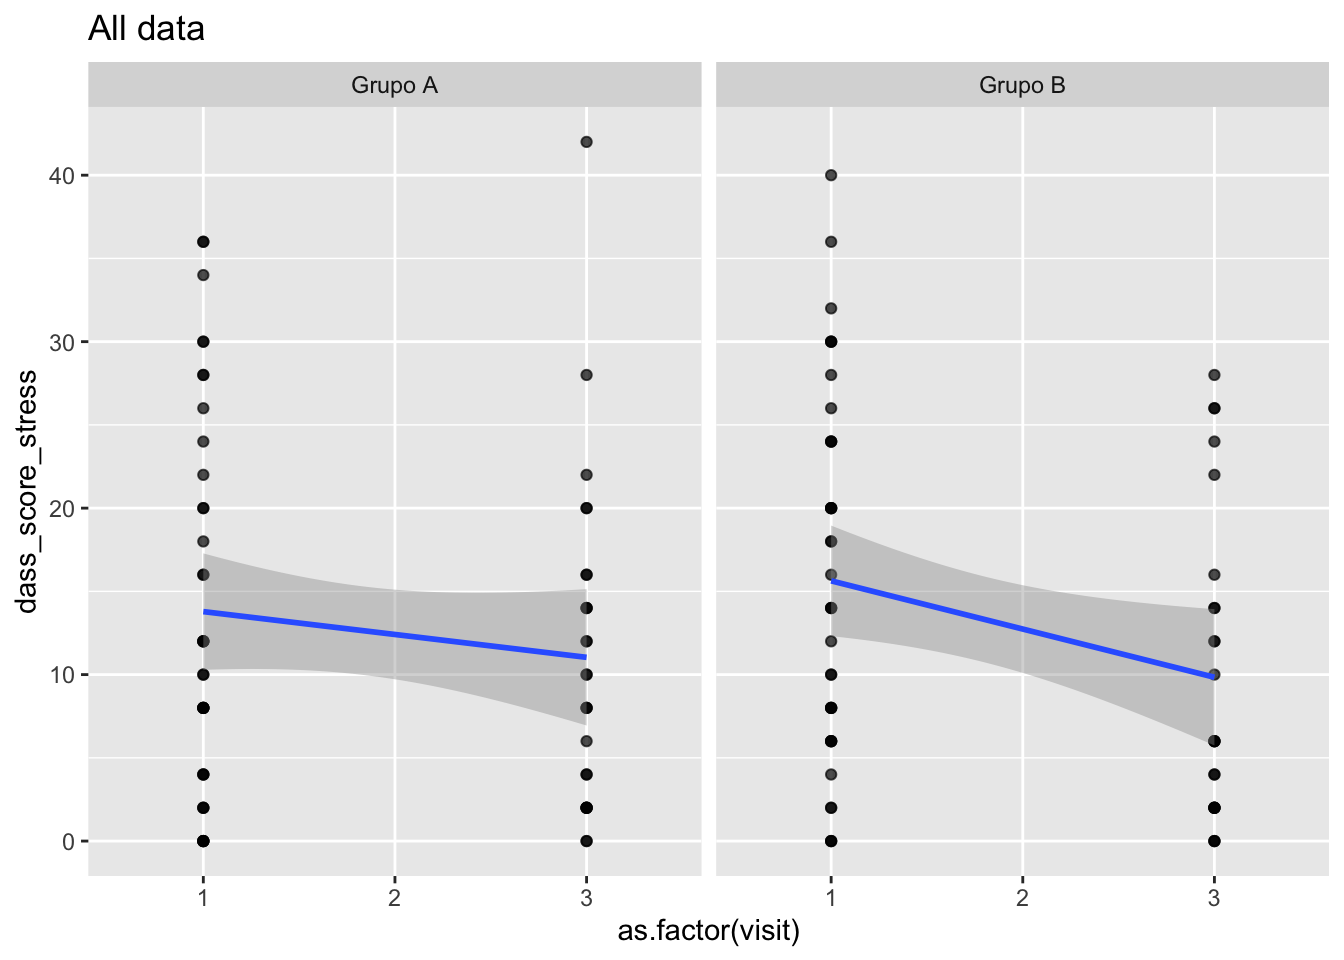 All data
Grupo A
Grupo B
dass_score_stress
40
30
20
10
0
1
2
3
1
2
3
as.factor(visit)